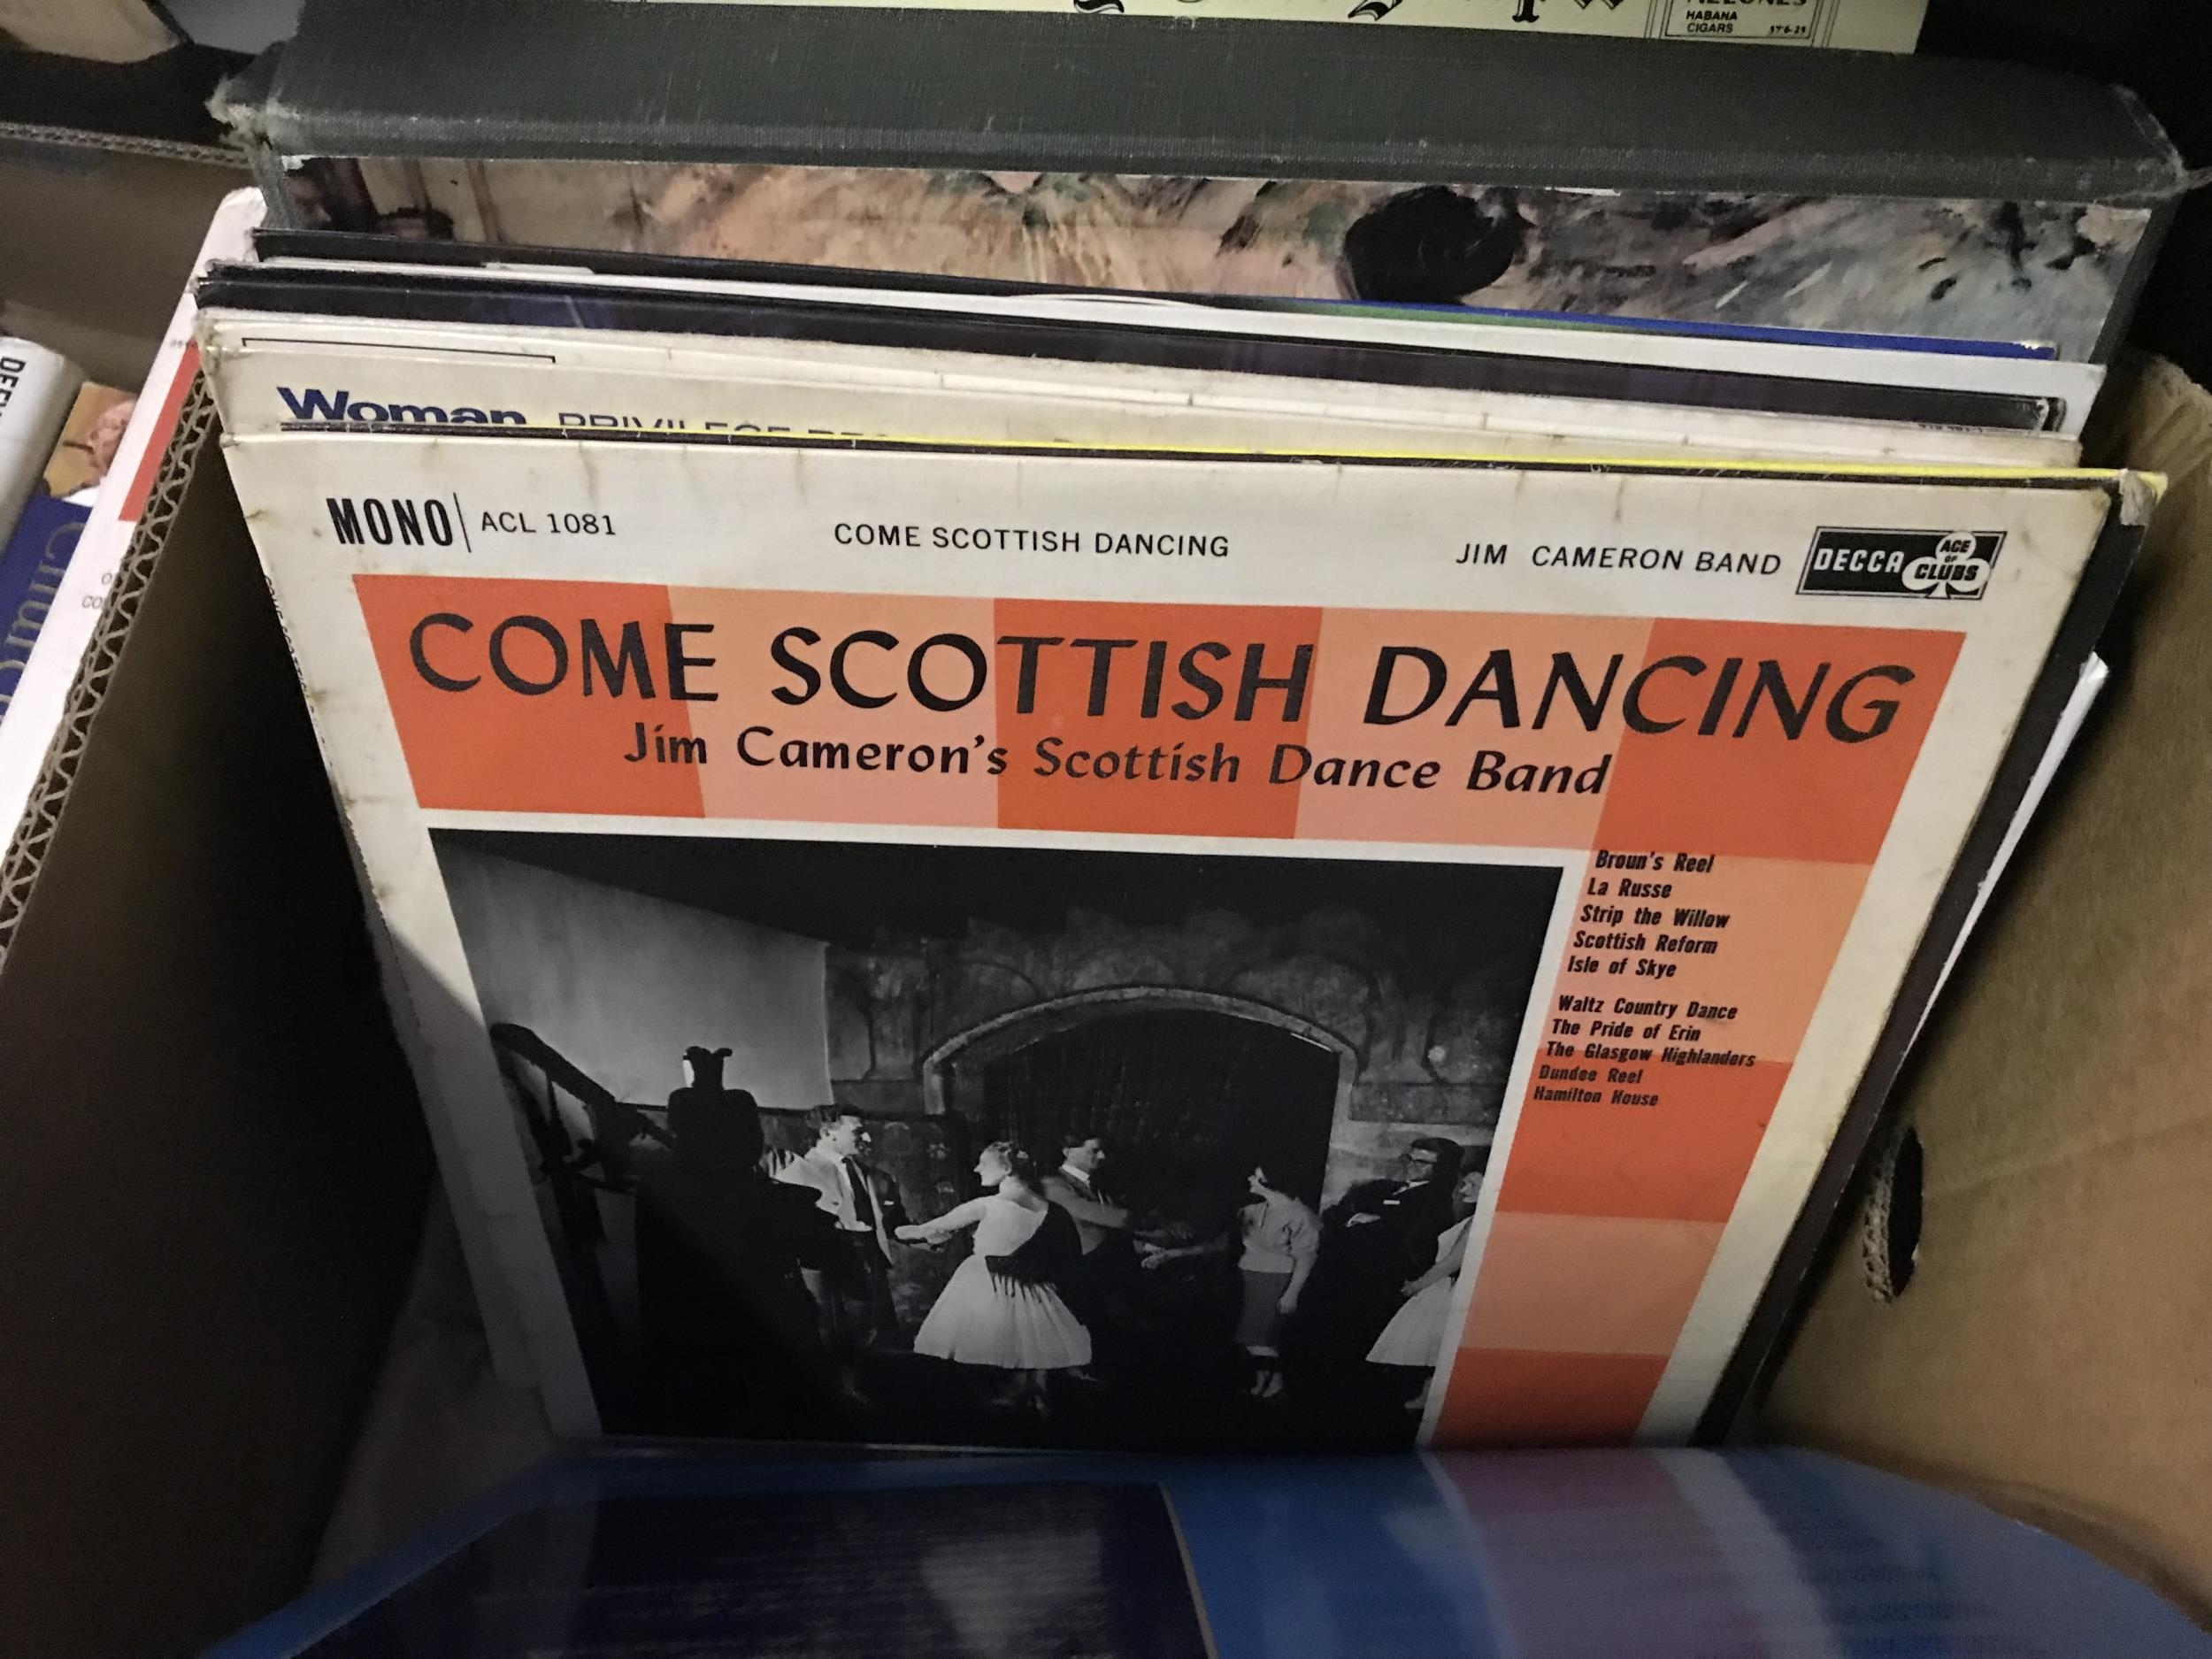 HABANA
CIGARS
Woman
MONO ACL 1081 COME SCOTTISH DANCING JIM CAMERON BAND DECCA ACE OF CLUBS
COME SCOTTISH DANCING
Jim Cameron's Scottish Dance Band
Broun's Reel
La Russe
Strip the Willow
Scottish Reform
Isle of Skye
Waltz Country Dance
The Pride of Erin
The Glasgow Highlanders
Dundee Reel
Hamilton House